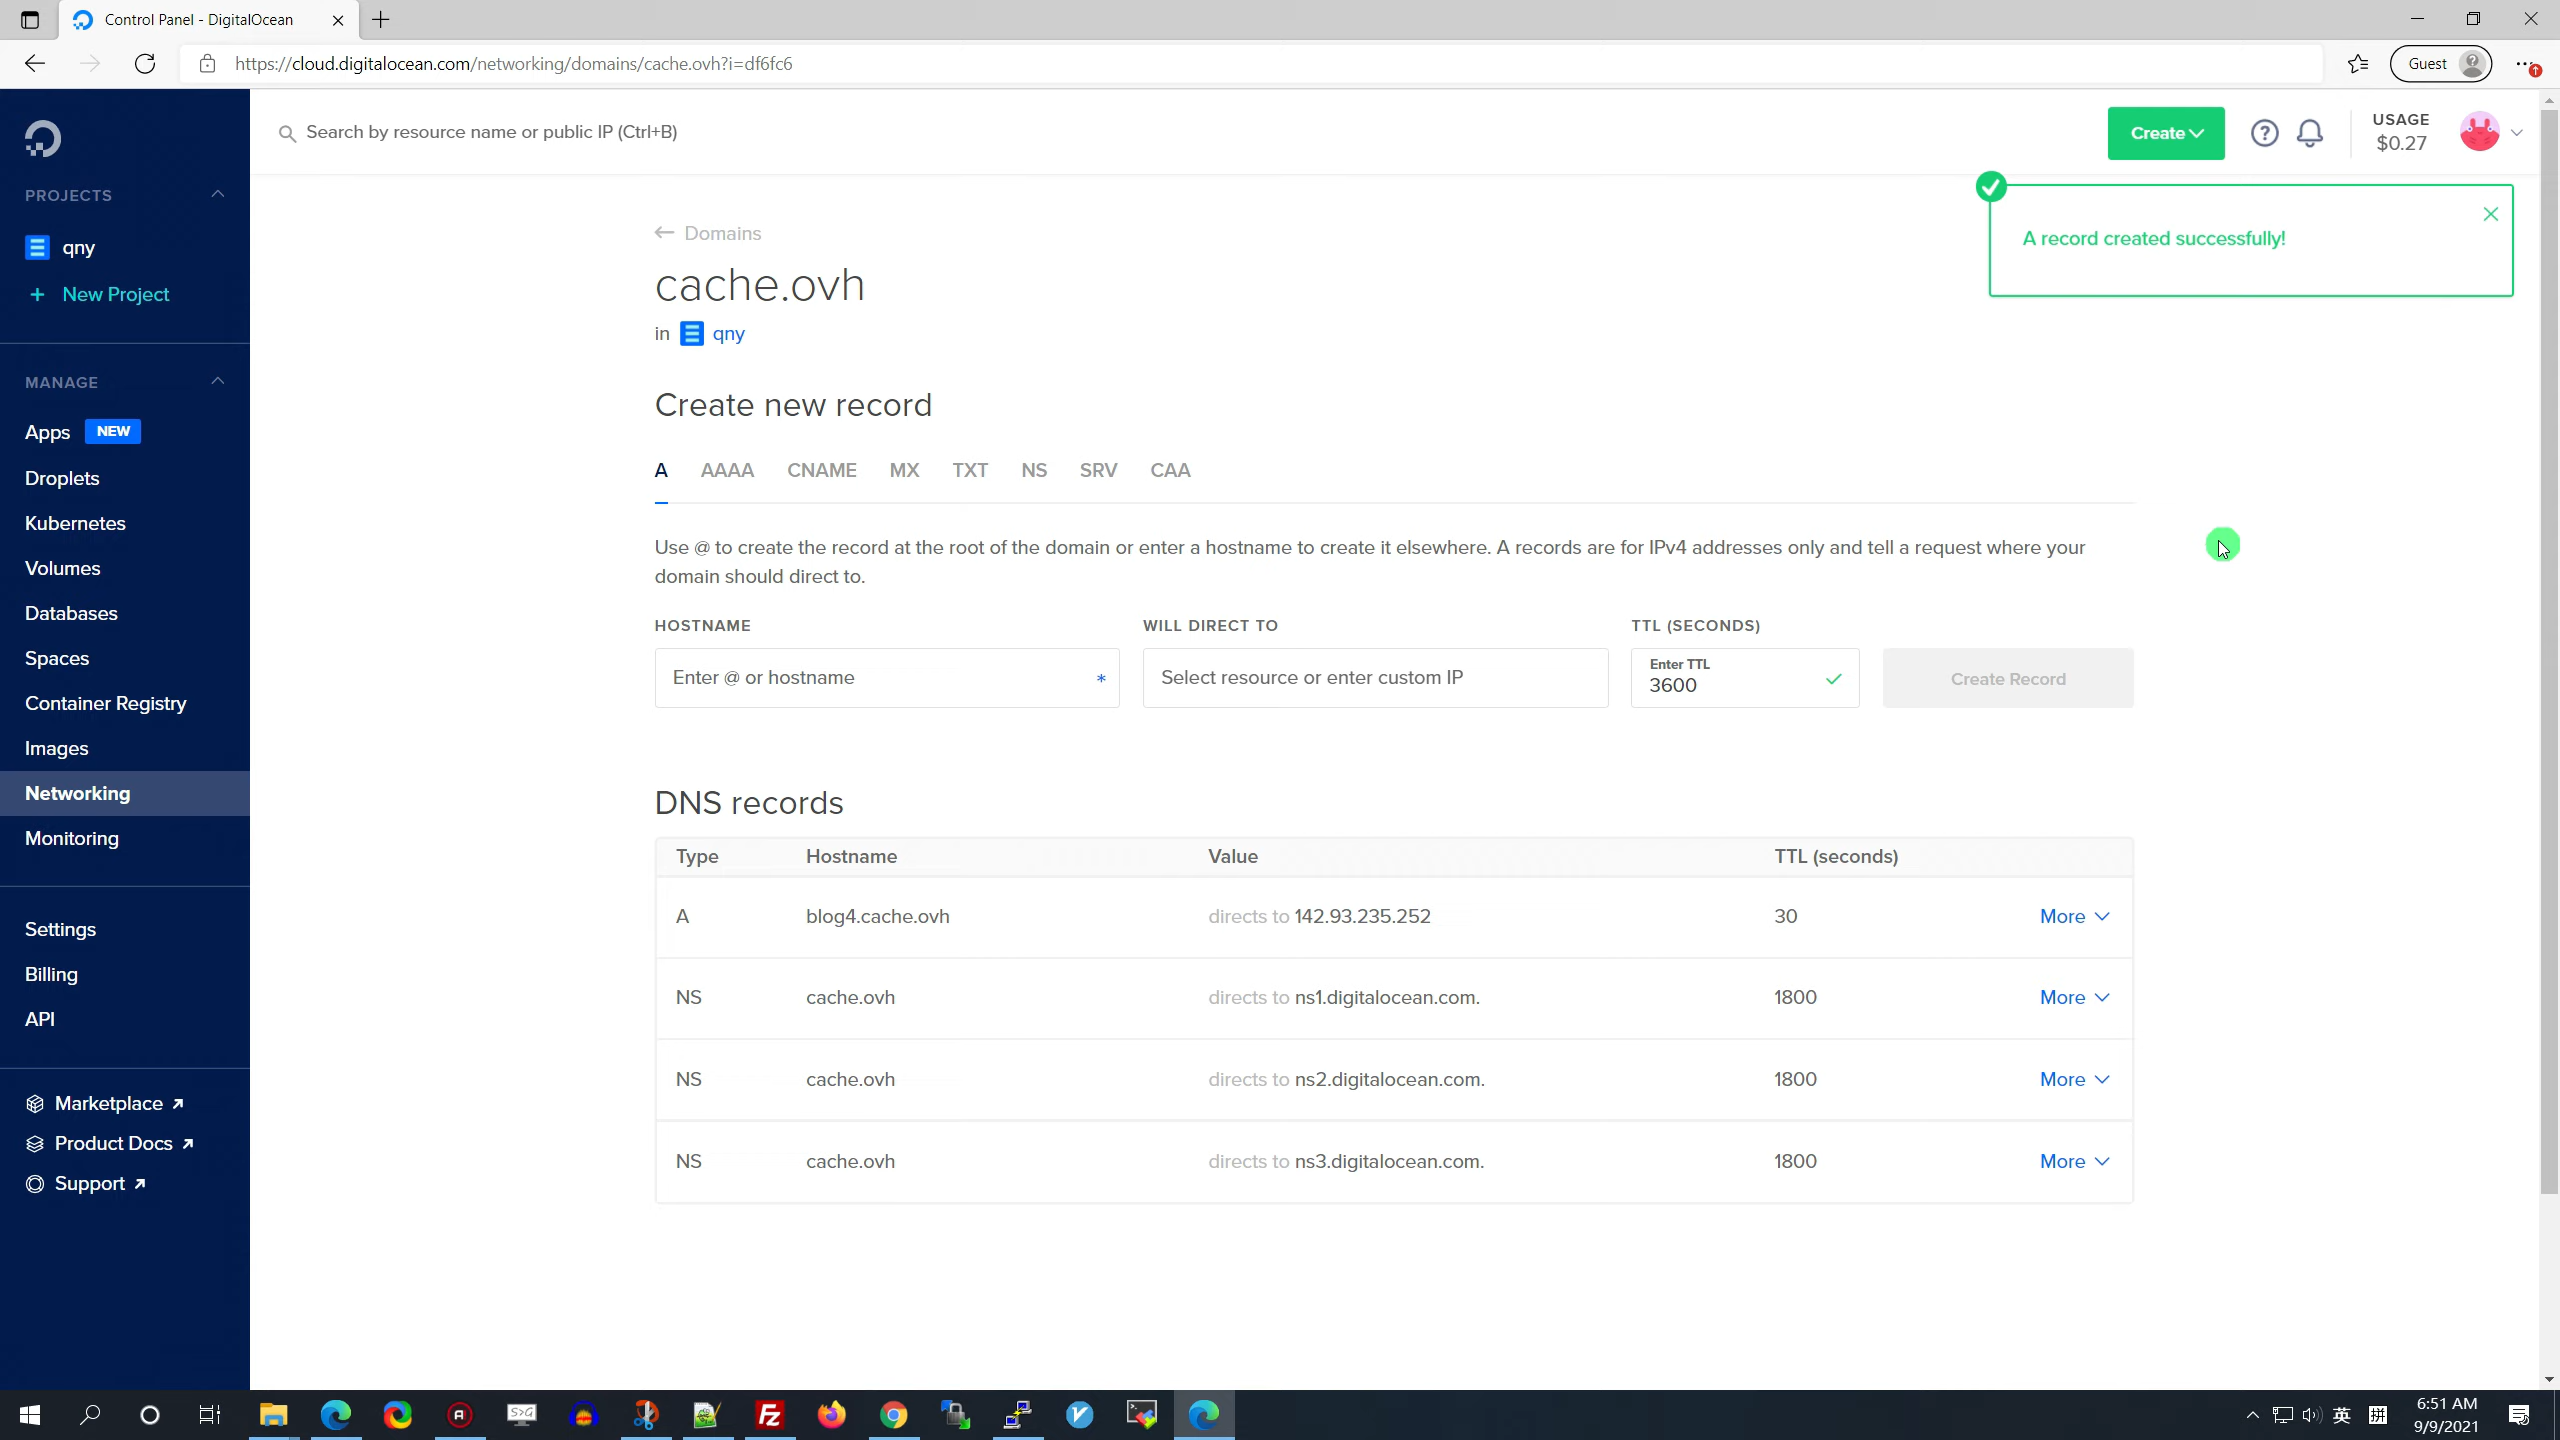 Control Panel - DigitalOcean
https://cloud.digitalocean.com/networking/domains/cache.ovh?i=df6fc6
Guest
Search by resource name or public IP (Ctrl+B)
Create
USAGE
$0.27
PROJECTS
qny
New Project
MANAGE
Apps NEW
Droplets
Kubernetes
Volumes
Databases
Spaces
Container Registry
Images
Networking
Monitoring
Settings
Billing
API
Marketplace
Product Docs
Support
A record created successfully!
Domains
cache.ovh
in qny
Create new record
A AAAA CNAME MX TXT NS SRV CAA
Use @ to create the record at the root of the domain or enter a hostname to create it elsewhere. A records are for IPv4 addresses only and tell a request where your
domain should direct to.
HOSTNAME WILL DIRECT TO TTL (SECONDS)
Enter @ or hostname * Select resource or enter custom IP Enter TTL
3600
Create Record
DNS records
Type Hostname Value TTL (seconds)
A blog4.cache.ovh directs to 142.93.235.252 30 More
NS cache.ovh directs to ns1.digitalocean.com. 1800 More
NS cache.ovh directs to ns2.digitalocean.com. 1800 More
NS cache.ovh directs to ns3.digitalocean.com. 1800 More
S>G
英
拼
6:51 AM
9/9/2021